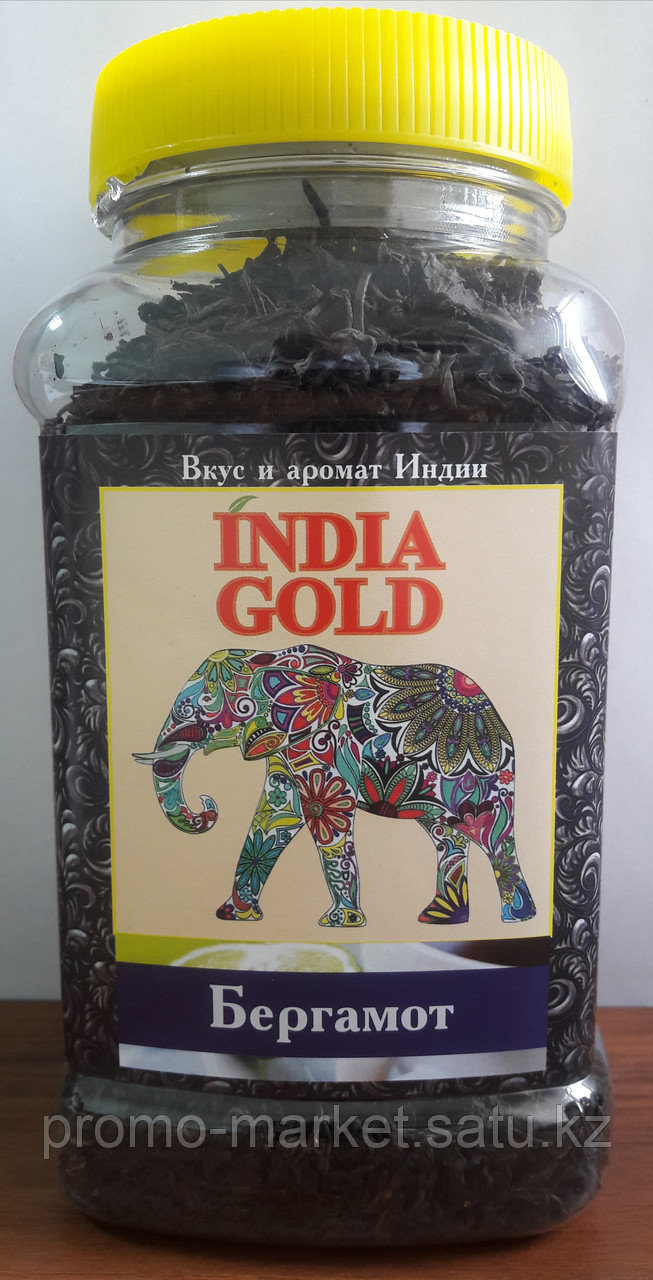 Вкус и аромат Индии
INDIA
GOLD
Бергамот
promo-market.satu.kz